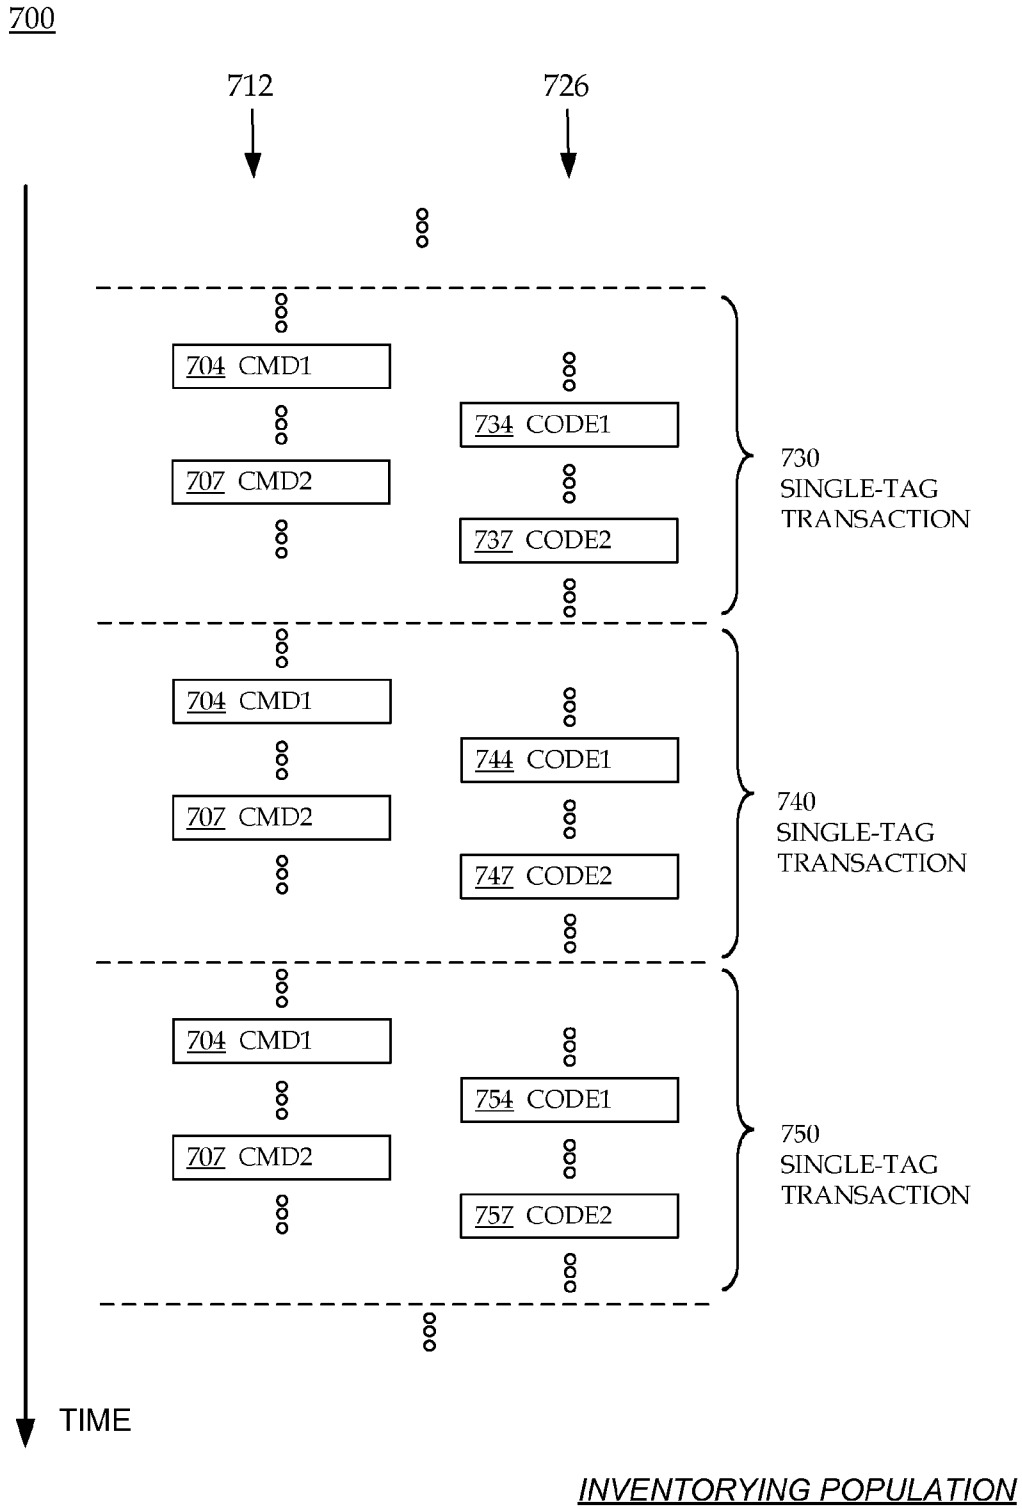 700
712 726
704 CMD1
734 CODE1
707 CMD2
737 CODE2
730
SINGLE-TAG
TRANSACTION
704 CMD1
744 CODE1
707 CMD2
747 CODE2
740
SINGLE-TAG
TRANSACTION
704 CMD1
754 CODE1
707 CMD2
757 CODE2
750
SINGLE-TAG
TRANSACTION
TIME
INVENTORYING POPULATION